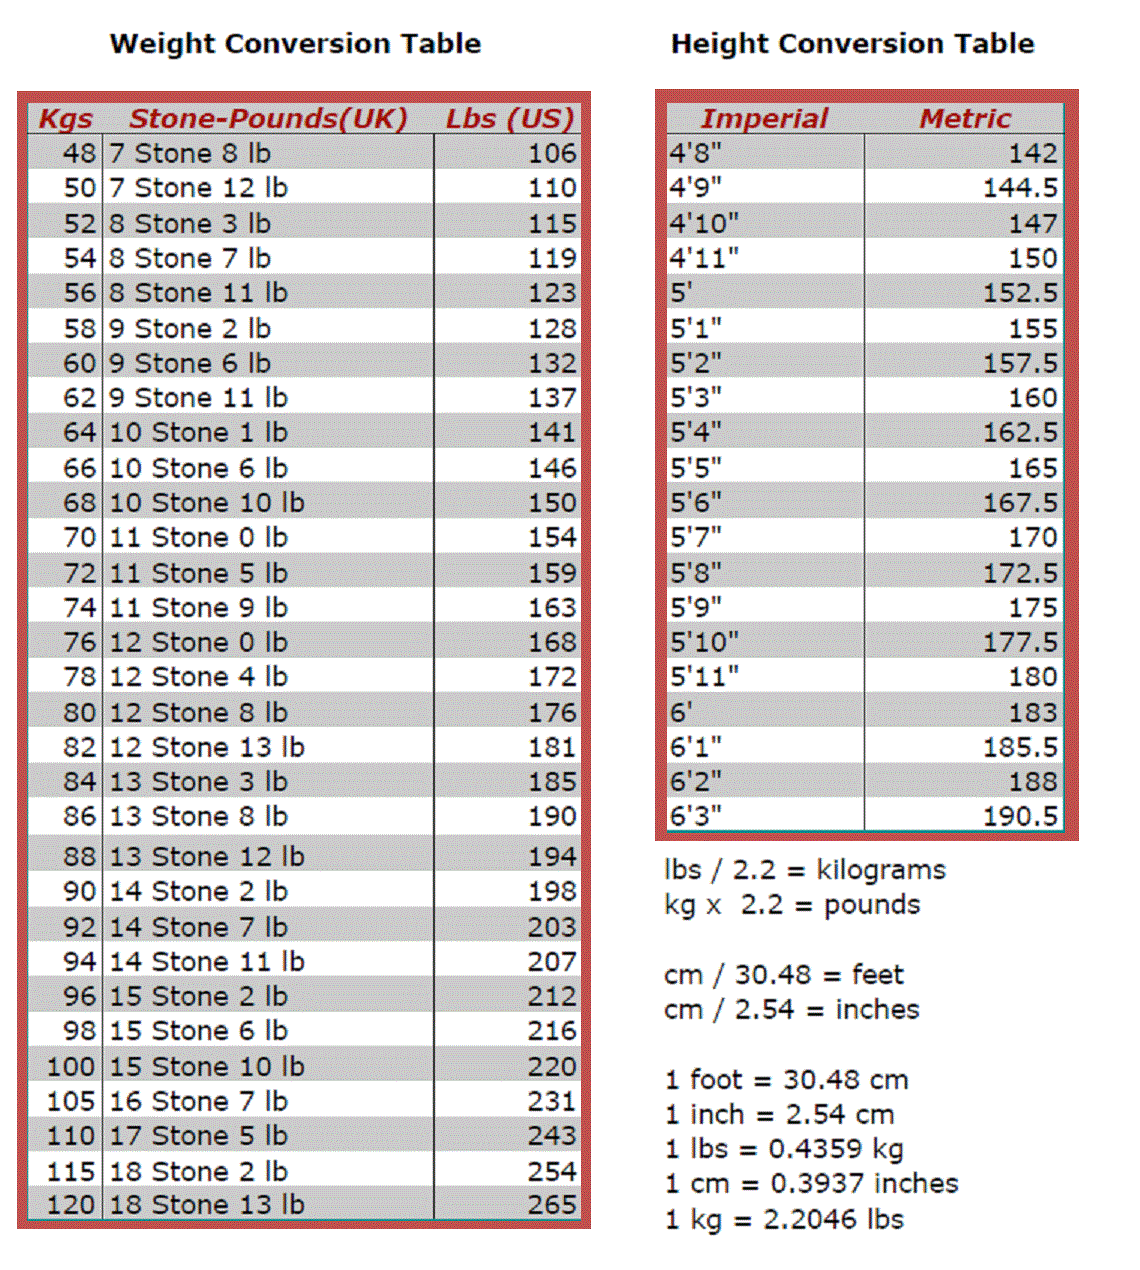 Weight Conversion Table
Kgs Stone-Pounds(UK) Lbs (US)
48 7 Stone 8 lb 106
50 7 Stone 12 lb 110
52 8 Stone 3 lb 115
54 8 Stone 7 lb 119
56 8 Stone 11 lb 123
58 9 Stone 2 lb 128
60 9 Stone 6 lb 132
62 9 Stone 11 lb 137
64 10 Stone 1 lb 141
66 10 Stone 6 lb 146
68 10 Stone 10 lb 150
70 11 Stone 0 lb 154
72 11 Stone 5 lb 159
74 11 Stone 9 lb 163
76 12 Stone 0 lb 168
78 12 Stone 4 lb 172
80 12 Stone 8 lb 176
82 12 Stone 13 lb 181
84 13 Stone 3 lb 185
86 13 Stone 8 lb 190
88 13 Stone 12 lb 194
90 14 Stone 2 lb 198
92 14 Stone 7 lb 203
94 14 Stone 11 lb 207
96 15 Stone 2 lb 212
98 15 Stone 6 lb 216
100 15 Stone 10 lb 220
105 16 Stone 7 lb 231
110 17 Stone 5 lb 243
115 18 Stone 2 lb 254
120 18 Stone 13 lb 265
Height Conversion Table
Imperial Metric
4'8" 142
4'9" 144.5
4'10" 147
4'11" 150
5' 152.5
5'1" 155
5'2" 157.5
5'3" 160
5'4" 162.5
5'5" 165
5'6" 167.5
5'7" 170
5'8" 172.5
5'9" 175
5'10" 177.5
5'11" 180
6' 183
6'1" 185.5
6'2" 188
6'3" 190.5
lbs / 2.2 = kilograms
kg x 2.2 = pounds
cm / 30.48 = feet
cm / 2.54 = inches
1 foot = 30.48 cm
1 inch = 2.54 cm
1 lbs = 0.4359 kg
1 cm = 0.3937 inches
1 kg = 2.2046 lbs